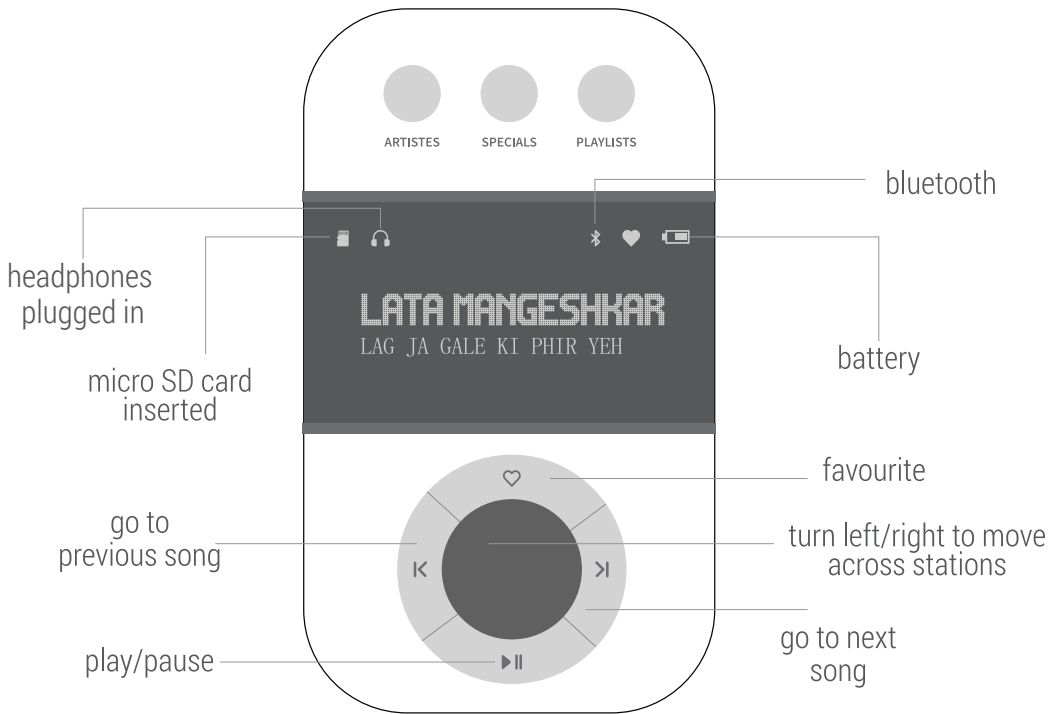 ARTISTES SPECIALS PLAYLISTS
bluetooth
headphones
plugged in
LATA MANGESHKAR
LAG JA GALE KI PHIR YEH
battery
micro SD card
inserted
favourite
go to
previous song
turn left/right to move
across stations
go to next
song
play/pause